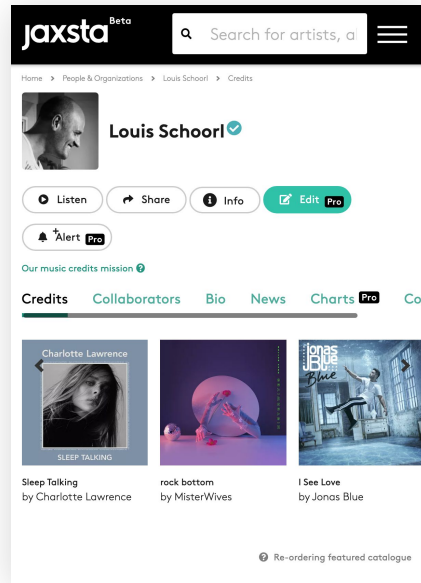 jaxsta Beta
Search for artists, a
Home > People & Organizations > Louis Schoorl > Credits
Louis Schoorl
Listen
Share
Info
Edit Pro
Alert Pro
Our music credits mission
Credits Collaborators Bio News Charts Pro Co
Charlotte Lawrence
SLEEP TALKING
JONAS
BLUE
Blue
Sleep Talking
by Charlotte Lawrence
rock bottom
by MisterWives
I See Love
by Jonas Blue
Re-ordering featured catalogue